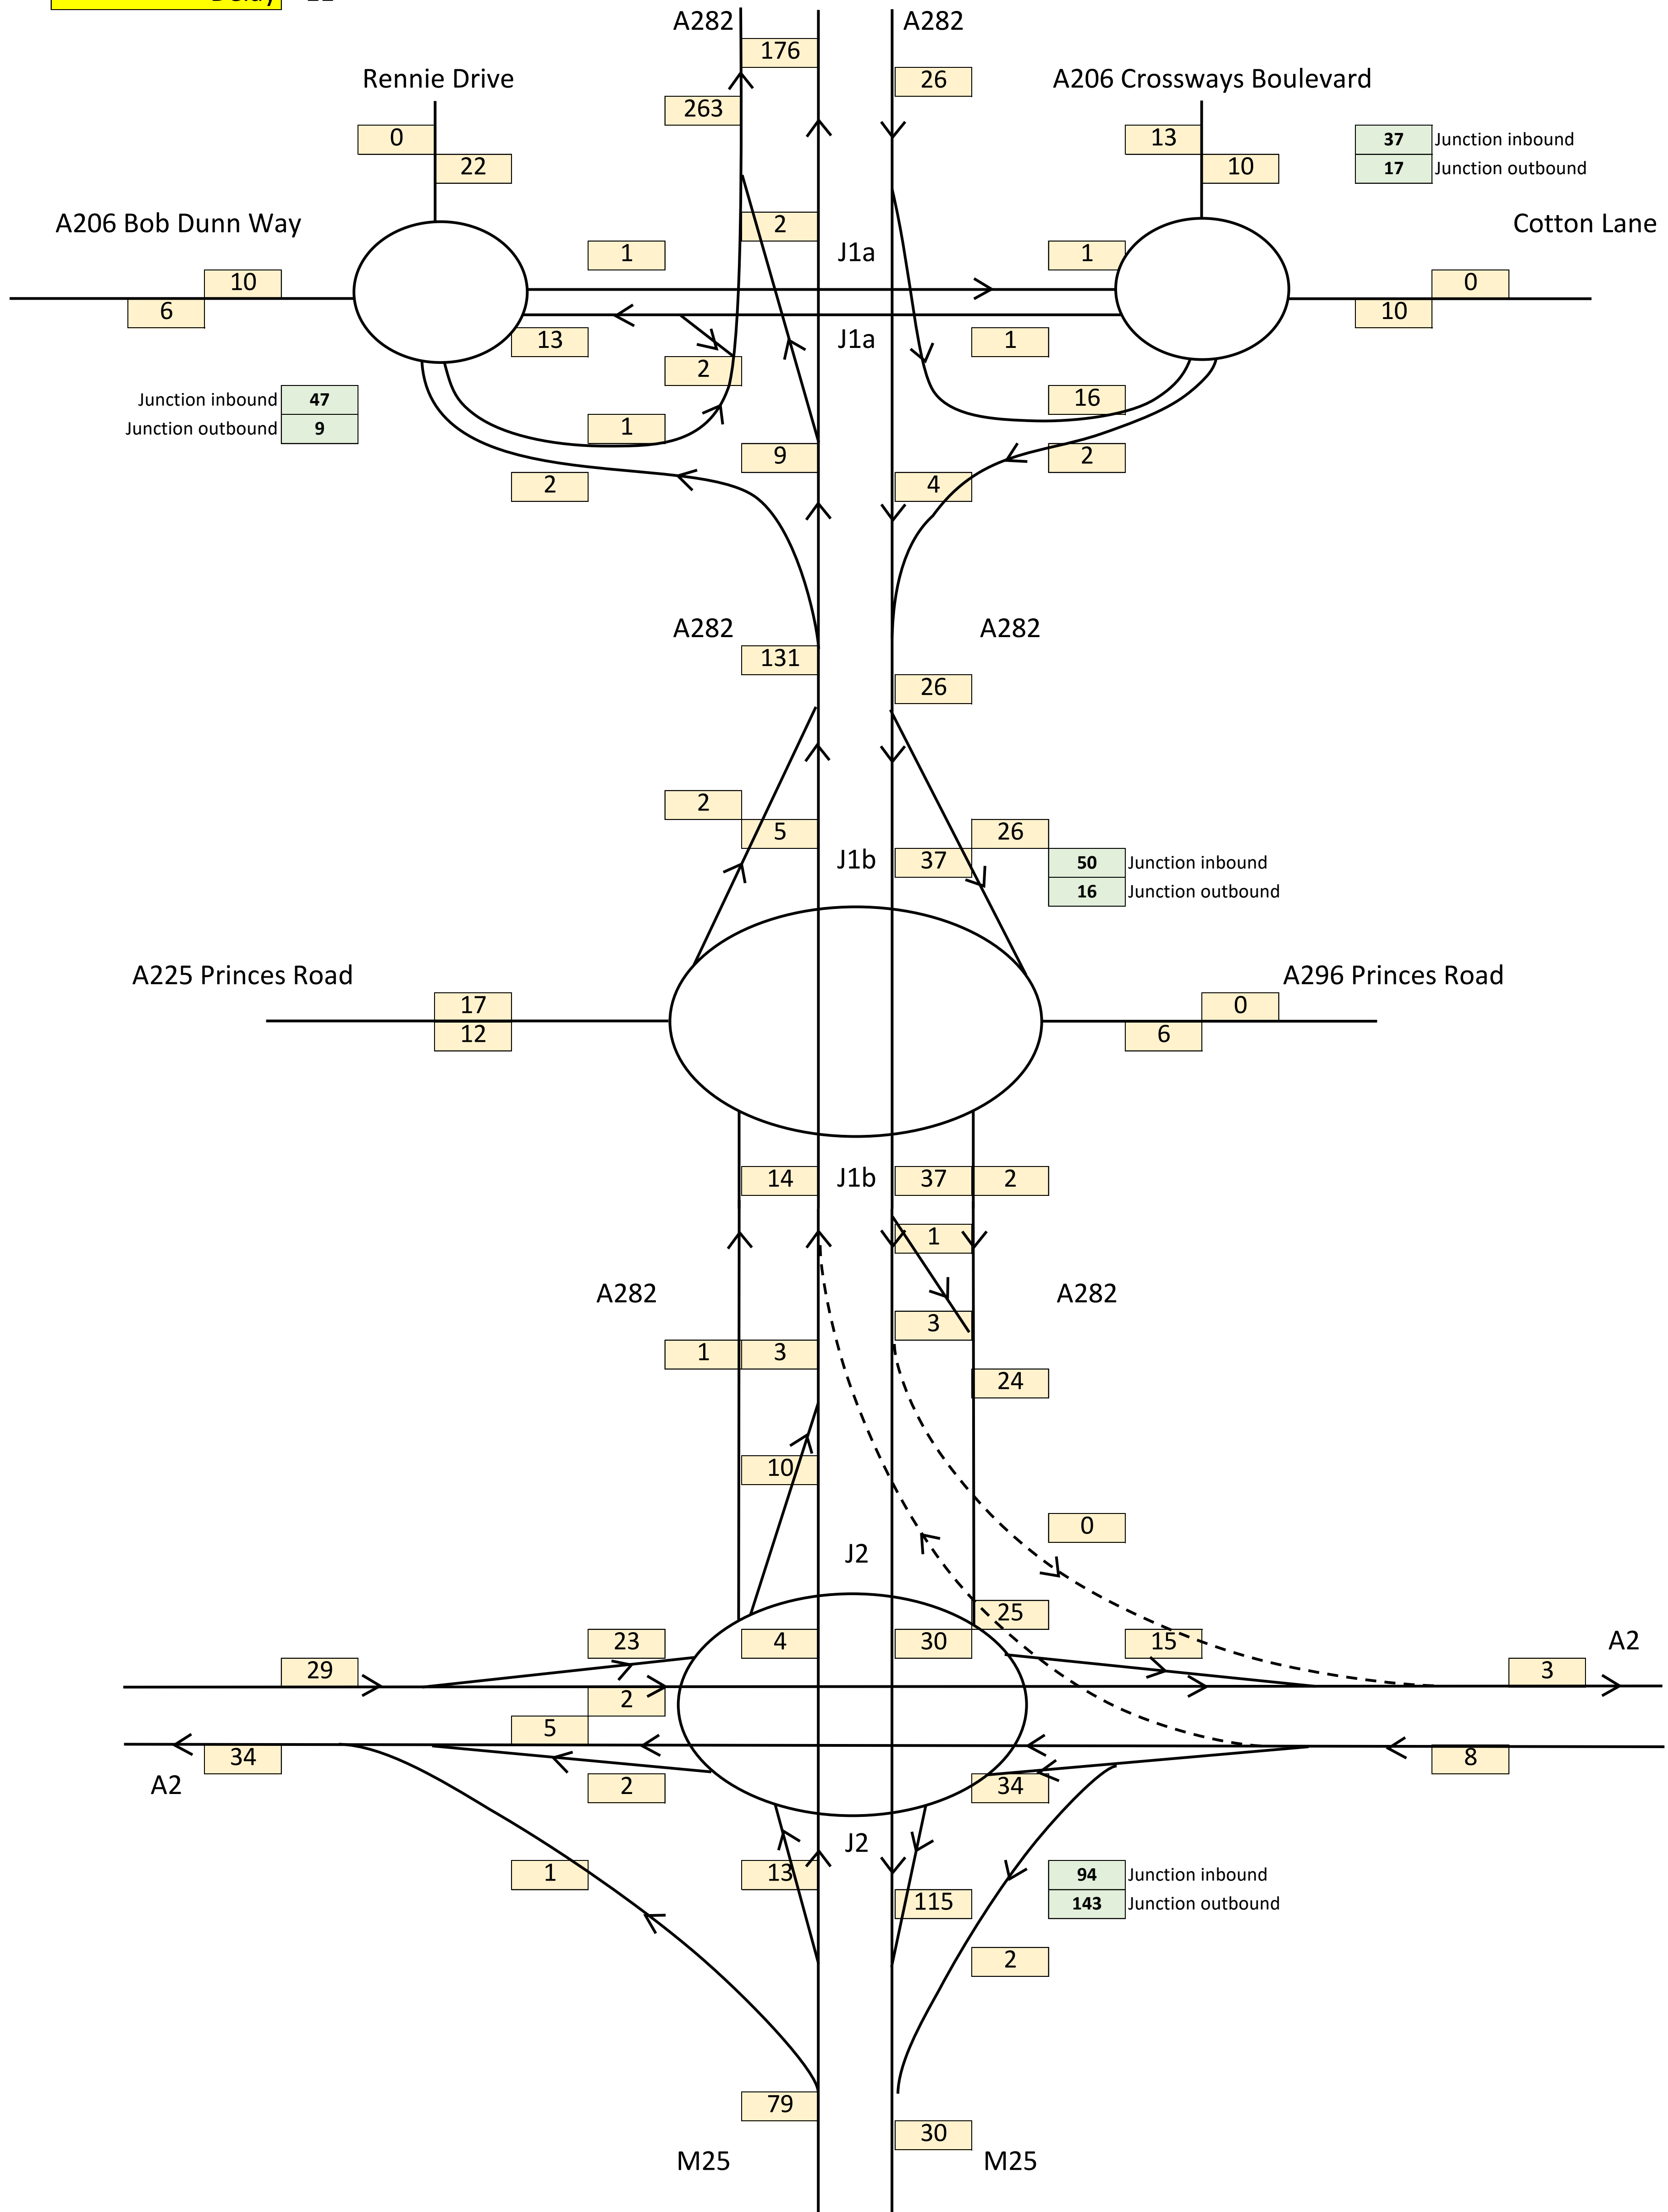 A282
A282
176
26
Rennie Drive
A206 Crossways Boulevard
263
0
13
37 Junction inbound
22
10
17 Junction outbound
A206 Bob Dunn Way
2
Cotton Lane
1
J1a
1
10
0
6
10
13
J1a
1
2
Junction inbound 47
16
Junction outbound 9
1
9
2
2
4
A282
A282
131
26
2
5
26
J1b
37
50 Junction inbound
16 Junction outbound
A225 Princes Road
A296 Princes Road
17
0
12
6
14
J1b
37
2
1
A282
A282
3
1
3
24
10
0
J2
25
23
4
30
15
A2
29
3
2
5
34
8
A2
2
34
J2
1
13
94 Junction inbound
115
143 Junction outbound
2
79
30
M25
M25